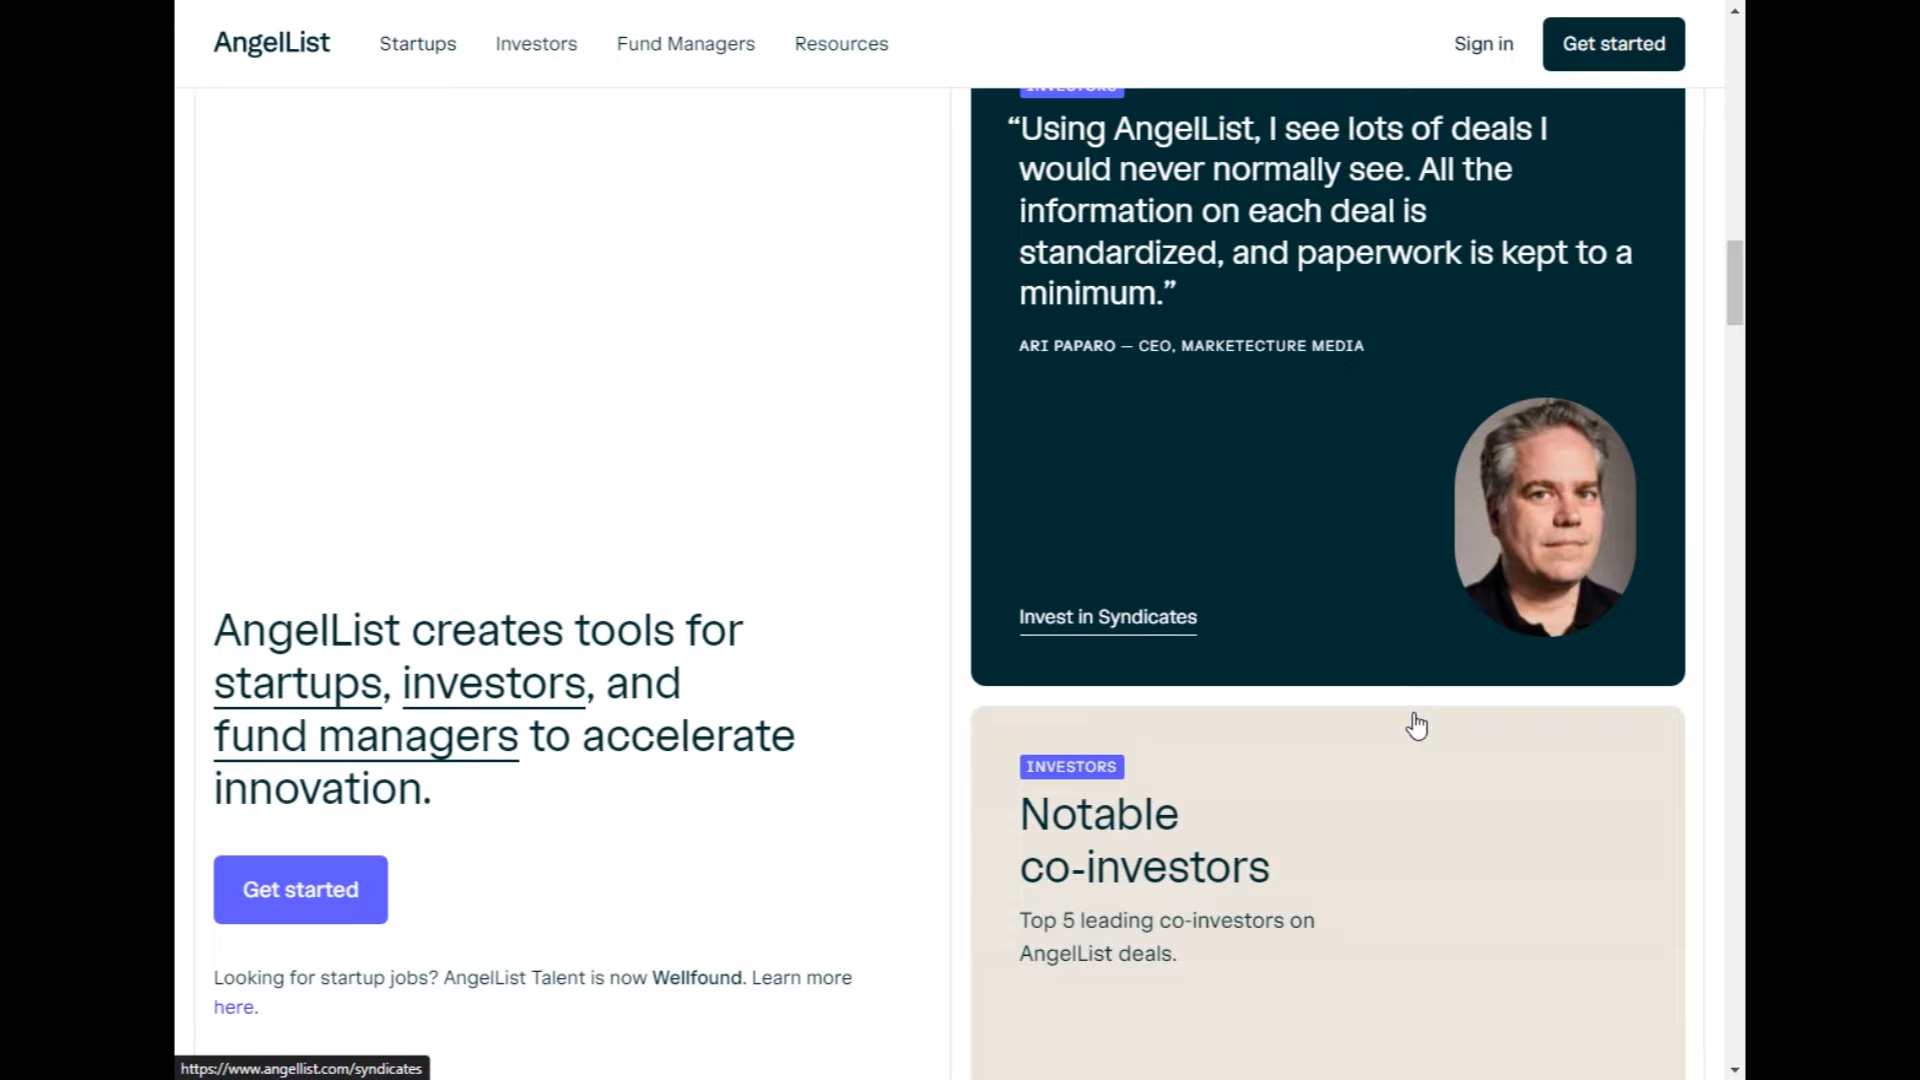 AngelList
Startups
Investors
Fund Managers
Resources
Sign in
Get started
INVESTORS
“Using AngelList, I see lots of deals I
would never normally see. All the
information on each deal is
standardized, and paperwork is kept to a
minimum.”
ARI PAPARO — CEO, MARKETECTURE MEDIA
Invest in Syndicates
AngelList creates tools for
startups, investors, and
fund managers to accelerate
innovation.
Get started
Looking for startup jobs? AngelList Talent is now Wellfound. Learn more
here.
INVESTORS
Notable
co-investors
Top 5 leading co-investors on
AngelList deals.
https://www.angellist.com/syndicates